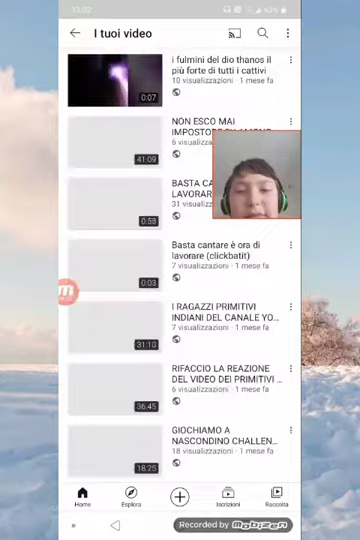 13:02
63%
I tuoi video
i fulmini del dio thanos il
più forte di tutti i cattivi
10 visualizzazioni · 1 mese fa
0:07
NON ESCO MAI
IMPOSTORE
6 visualizza
41:09
BASTA CA
LAVORAR
31 visualiz
0:58
Basta cantare è ora di
lavorare (clickbatit)
7 visualizzazioni · 1 mese fa
0:03
I RAGAZZI PRIMITIVI
INDIANI DEL CANALE YO...
7 visualizzazioni · 1 mese fa
31:10
RIFACCIO LA REAZIONE
DEL VIDEO DEI PRIMITIVI ...
6 visualizzazioni · 1 mese fa
36:45
GIOCHIAMO A
NASCONDINO CHALLEN...
18 visualizzazioni · 1 mese fa
18:25
Home
Esplora
Iscrizioni
Raccolta
Recorded by Mobizen